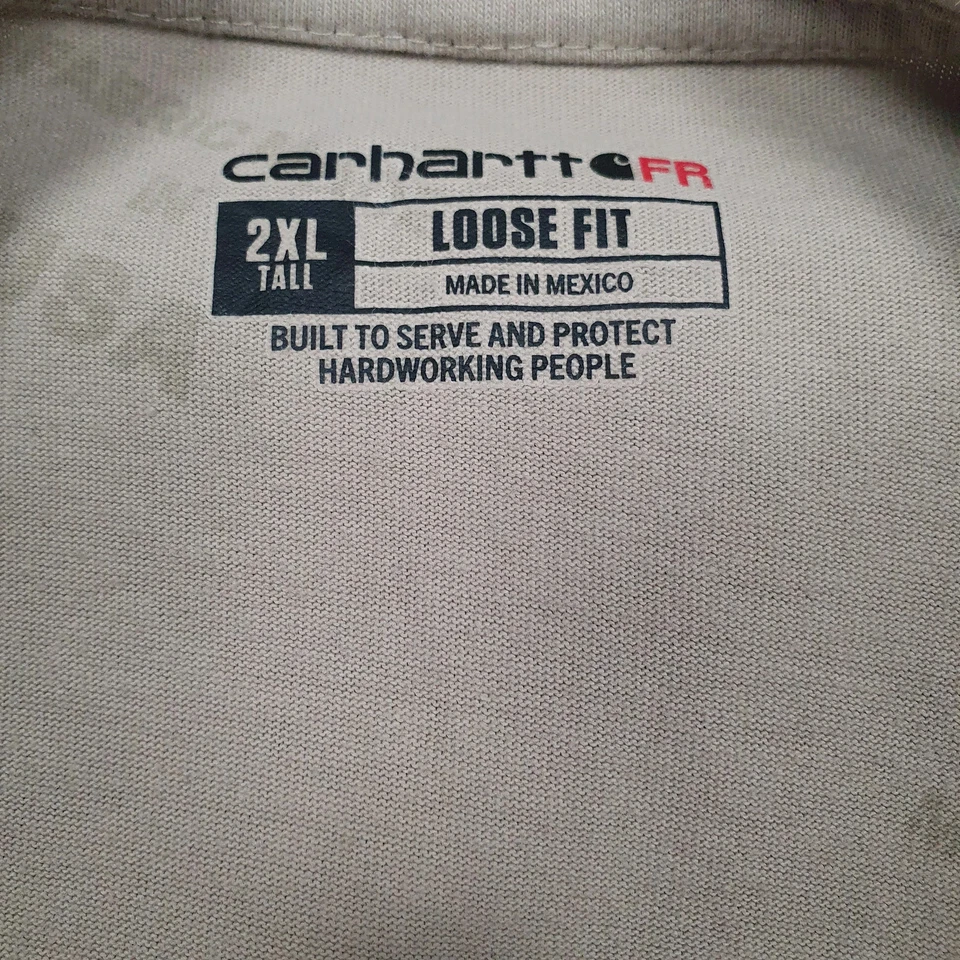 carhartt FR
2XL
TALL
LOOSE FIT
MADE IN MEXICO
BUILT TO SERVE AND PROTECT
HARDWORKING PEOPLE